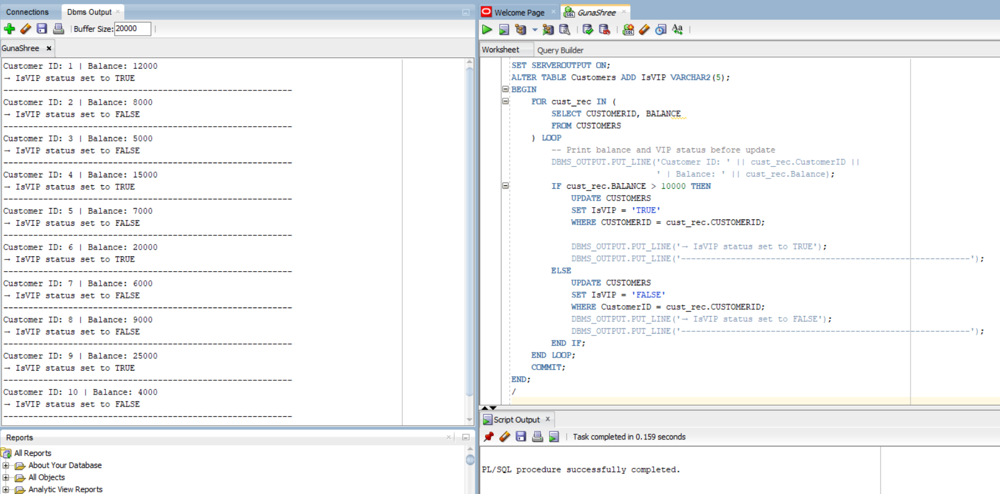 Connections
Dbms Output
Buffer Size: 20000
GunaShree
Customer ID: 1 | Balance: 12000
→ IsVIP status set to TRUE
----------------------------------------------------------
Customer ID: 2 | Balance: 8000
→ IsVIP status set to FALSE
----------------------------------------------------------
Customer ID: 3 | Balance: 5000
→ IsVIP status set to FALSE
----------------------------------------------------------
Customer ID: 4 | Balance: 15000
→ IsVIP status set to TRUE
----------------------------------------------------------
Customer ID: 5 | Balance: 7000
→ IsVIP status set to FALSE
----------------------------------------------------------
Customer ID: 6 | Balance: 20000
→ IsVIP status set to TRUE
----------------------------------------------------------
Customer ID: 7 | Balance: 6000
→ IsVIP status set to FALSE
----------------------------------------------------------
Customer ID: 8 | Balance: 9000
→ IsVIP status set to FALSE
----------------------------------------------------------
Customer ID: 9 | Balance: 25000
→ IsVIP status set to TRUE
----------------------------------------------------------
Customer ID: 10 | Balance: 4000
→ IsVIP status set to FALSE
----------------------------------------------------------
Reports
All Reports
About Your Database
All Objects
Analytic View Reports
Welcome Page
GunaShree
Worksheet
Query Builder
SET SERVEROUTPUT ON;
ALTER TABLE Customers ADD IsVIP VARCHAR2(5);
BEGIN
    FOR cust_rec IN (
        SELECT CUSTOMERID, BALANCE
        FROM CUSTOMERS
    ) LOOP
        -- Print balance and VIP status before update
        DBMS_OUTPUT.PUT_LINE('Customer ID: ' || cust_rec.CustomerID ||
                             ' | Balance: ' || cust_rec.Balance);
        IF cust_rec.BALANCE > 10000 THEN
            UPDATE CUSTOMERS
            SET IsVIP = 'TRUE'
            WHERE CUSTOMERID = cust_rec.CUSTOMERID;
            DBMS_OUTPUT.PUT_LINE('→ IsVIP status set to TRUE');
            DBMS_OUTPUT.PUT_LINE('----------------------------------------------------------');
        ELSE
            UPDATE CUSTOMERS
            SET IsVIP = 'FALSE'
            WHERE CustomerID = cust_rec.CUSTOMERID;
            DBMS_OUTPUT.PUT_LINE('→ IsVIP status set to FALSE');
            DBMS_OUTPUT.PUT_LINE('----------------------------------------------------------');
        END IF;
    END LOOP;
    COMMIT;
END;
/
Script Output
Task completed in 0.159 seconds
PL/SQL procedure successfully completed.